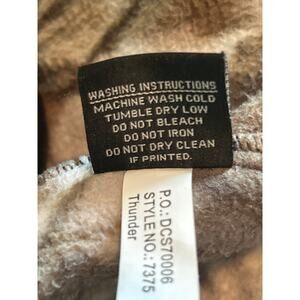 WASHING INSTRUCTIONS
MACHINE WASH COLD
TUMBLE DRY LOW
DO NOT BLEACH
DO NOT IRON
DO NOT DRY CLEAN
IF PRINTED.
P.O.: DCS70006
STYLE NO.: 7375
Thunder